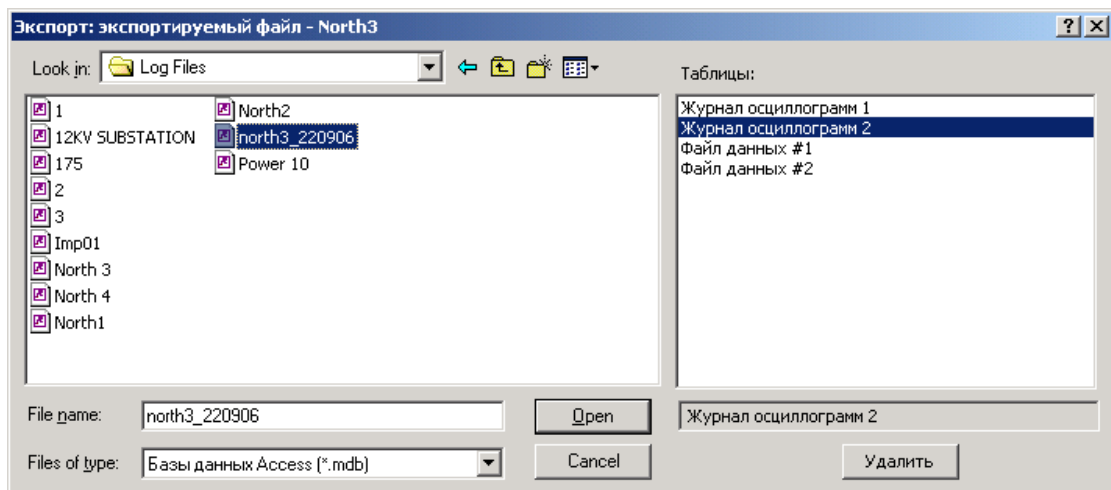 Экспорт: экспортируемый файл - North3
Look in: Log Files
Таблицы:
1
12KV SUBSTATION
175
2
3
Imp01
North 3
North 4
North1
North2
north3_220906
Power 10
Журнал осциллограмм 1
Журнал осциллограмм 2
Файл данных #1
Файл данных #2
File name: north3_220906 Open Журнал осциллограмм 2
Files of type: Базы данных Access (*.mdb) Cancel Удалить